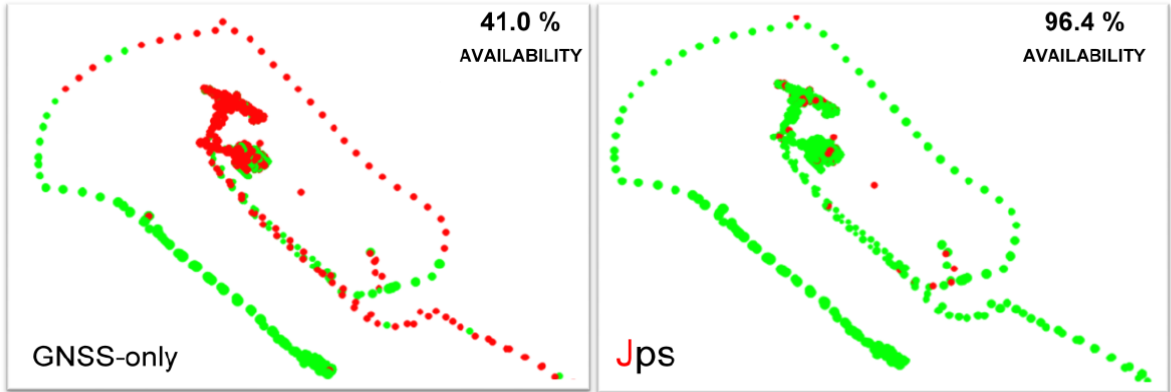 41.0 %
AVAILABILITY
GNSS-only
96.4 %
AVAILABILITY
Jps